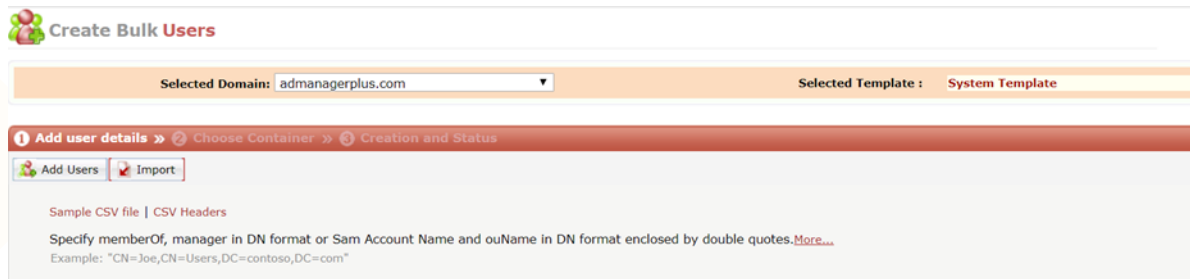 Create Bulk Users
Selected Domain: admanagerplus.com Selected Template : System Template
1 Add user details » 2 Choose Container » 3 Creation and Status
Add Users Import
Sample CSV file | CSV Headers
Specify memberOf, manager in DN format or Sam Account Name and ouName in DN format enclosed by double quotes.More...
Example: "CN=Joe,CN=Users,DC=contoso,DC=com"